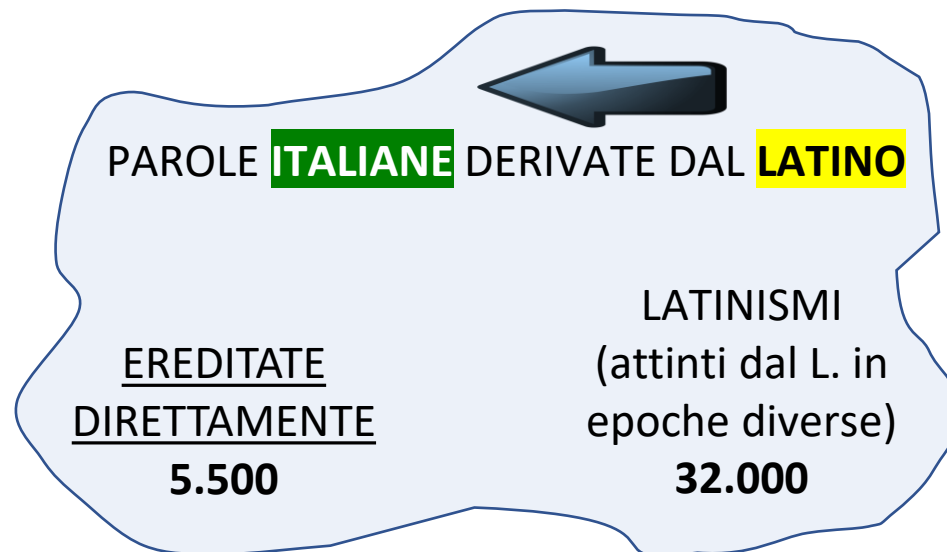 PAROLE ITALIANE DERIVATE DAL LATINO
EREDITATE
DIRETTAMENTE
5.500
LATINISMI
(attinti dal L. in
epoche diverse)
32.000